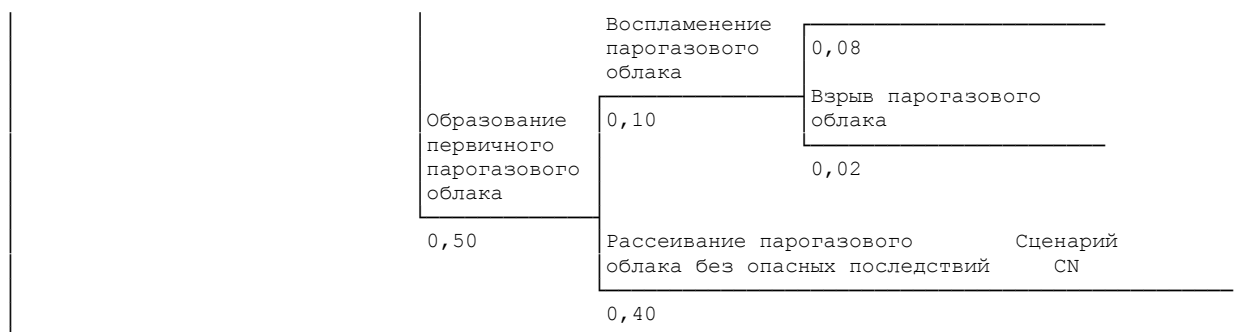 Воспламенение
парогазового
облака
0,08
Взрыв парогазового
облака
0,02
0,10
Образование
первичного
парогазового
облака
0,50
Рассеивание парогазового
облака без опасных последствий
Сценарий
CN
0,40